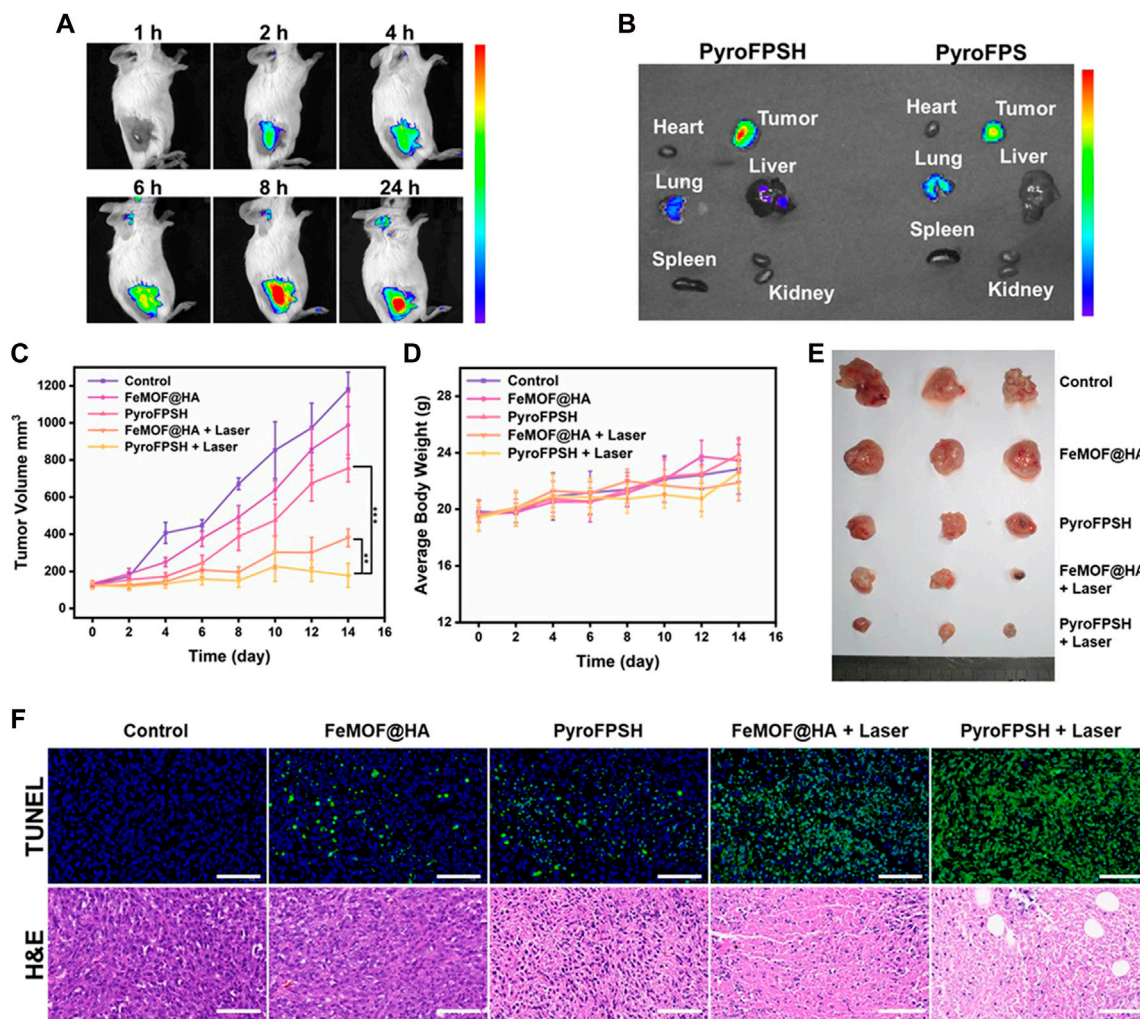 A
1 h 2 h 4 h
6 h 8 h 24 h
B
PyroFPSH PyroFPS
Heart Tumor Heart Tumor
Lung Liver Lung Liver
Spleen Spleen
Kidney Kidney
C
Tumor Volume mm³
1200
1000
800
600
400
200
0
Control
FeMOF@HA
PyroFPSH
FeMOF@HA + Laser
PyroFPSH + Laser
***
**
0 2 4 6 8 10 12 14 16
Time (day)
D
Average Body Weight (g)
28
24
20
16
12
Control
FeMOF@HA
PyroFPSH
FeMOF@HA + Laser
PyroFPSH + Laser
0 2 4 6 8 10 12 14 16
Time (day)
E
Control
FeMOF@HA
PyroFPSH
FeMOF@HA
+ Laser
PyroFPSH
+ Laser
F
Control FeMOF@HA PyroFPSH FeMOF@HA + Laser PyroFPSH + Laser
TUNEL
H&E